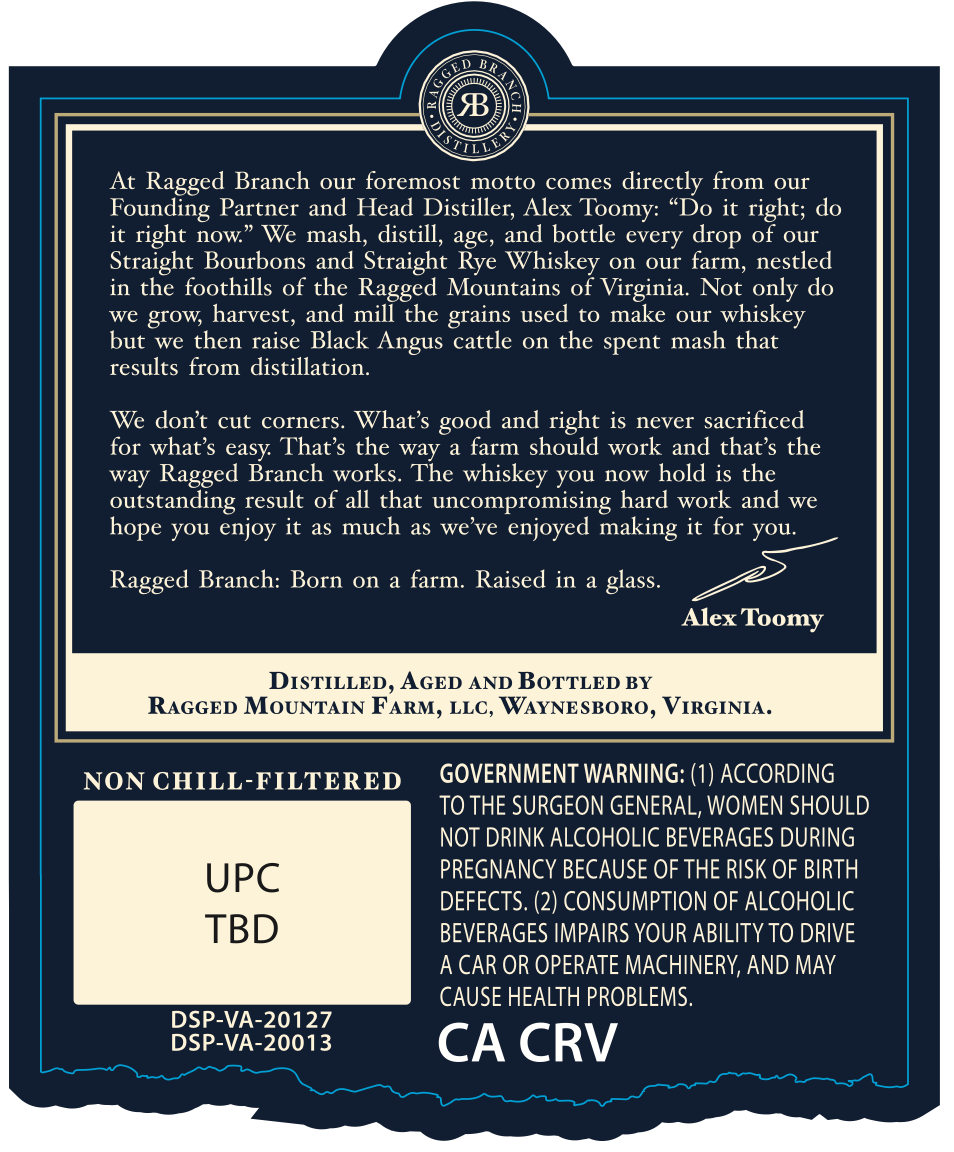 RAGGED BRANCH
RB
DISTILLERY
At Ragged Branch our foremost motto comes directly from our
Founding Partner and Head Distiller, Alex Toomy: “Do it right; do
it right now.” We mash, distill, age, and bottle every drop of our
Straight Bourbons and Straight Rye Whiskey on our farm, nestled
in the foothills of the Ragged Mountains of Virginia. Not only do
we grow, harvest, and mill the grains used to make our whiskey
but we then raise Black Angus cattle on the spent mash that
results from distillation.
We don’t cut corners. What’s good and right is never sacrificed
for what’s easy. That’s the way a farm should work and that’s the
way Ragged Branch works. The whiskey you now hold is the
outstanding result of all that uncompromising hard work and we
hope you enjoy it as much as we’ve enjoyed making it for you.
Ragged Branch: Born on a farm. Raised in a glass.
Alex Toomy
Distilled, Aged and Bottled by
Ragged Mountain Farm, LLC, Waynesboro, Virginia.
NON CHILL-FILTERED
UPC
TBD
DSP-VA-20127
DSP-VA-20013
GOVERNMENT WARNING: (1) ACCORDING
TO THE SURGEON GENERAL, WOMEN SHOULD
NOT DRINK ALCOHOLIC BEVERAGES DURING
PREGNANCY BECAUSE OF THE RISK OF BIRTH
DEFECTS. (2) CONSUMPTION OF ALCOHOLIC
BEVERAGES IMPAIRS YOUR ABILITY TO DRIVE
A CAR OR OPERATE MACHINERY, AND MAY
CAUSE HEALTH PROBLEMS.
CA CRV